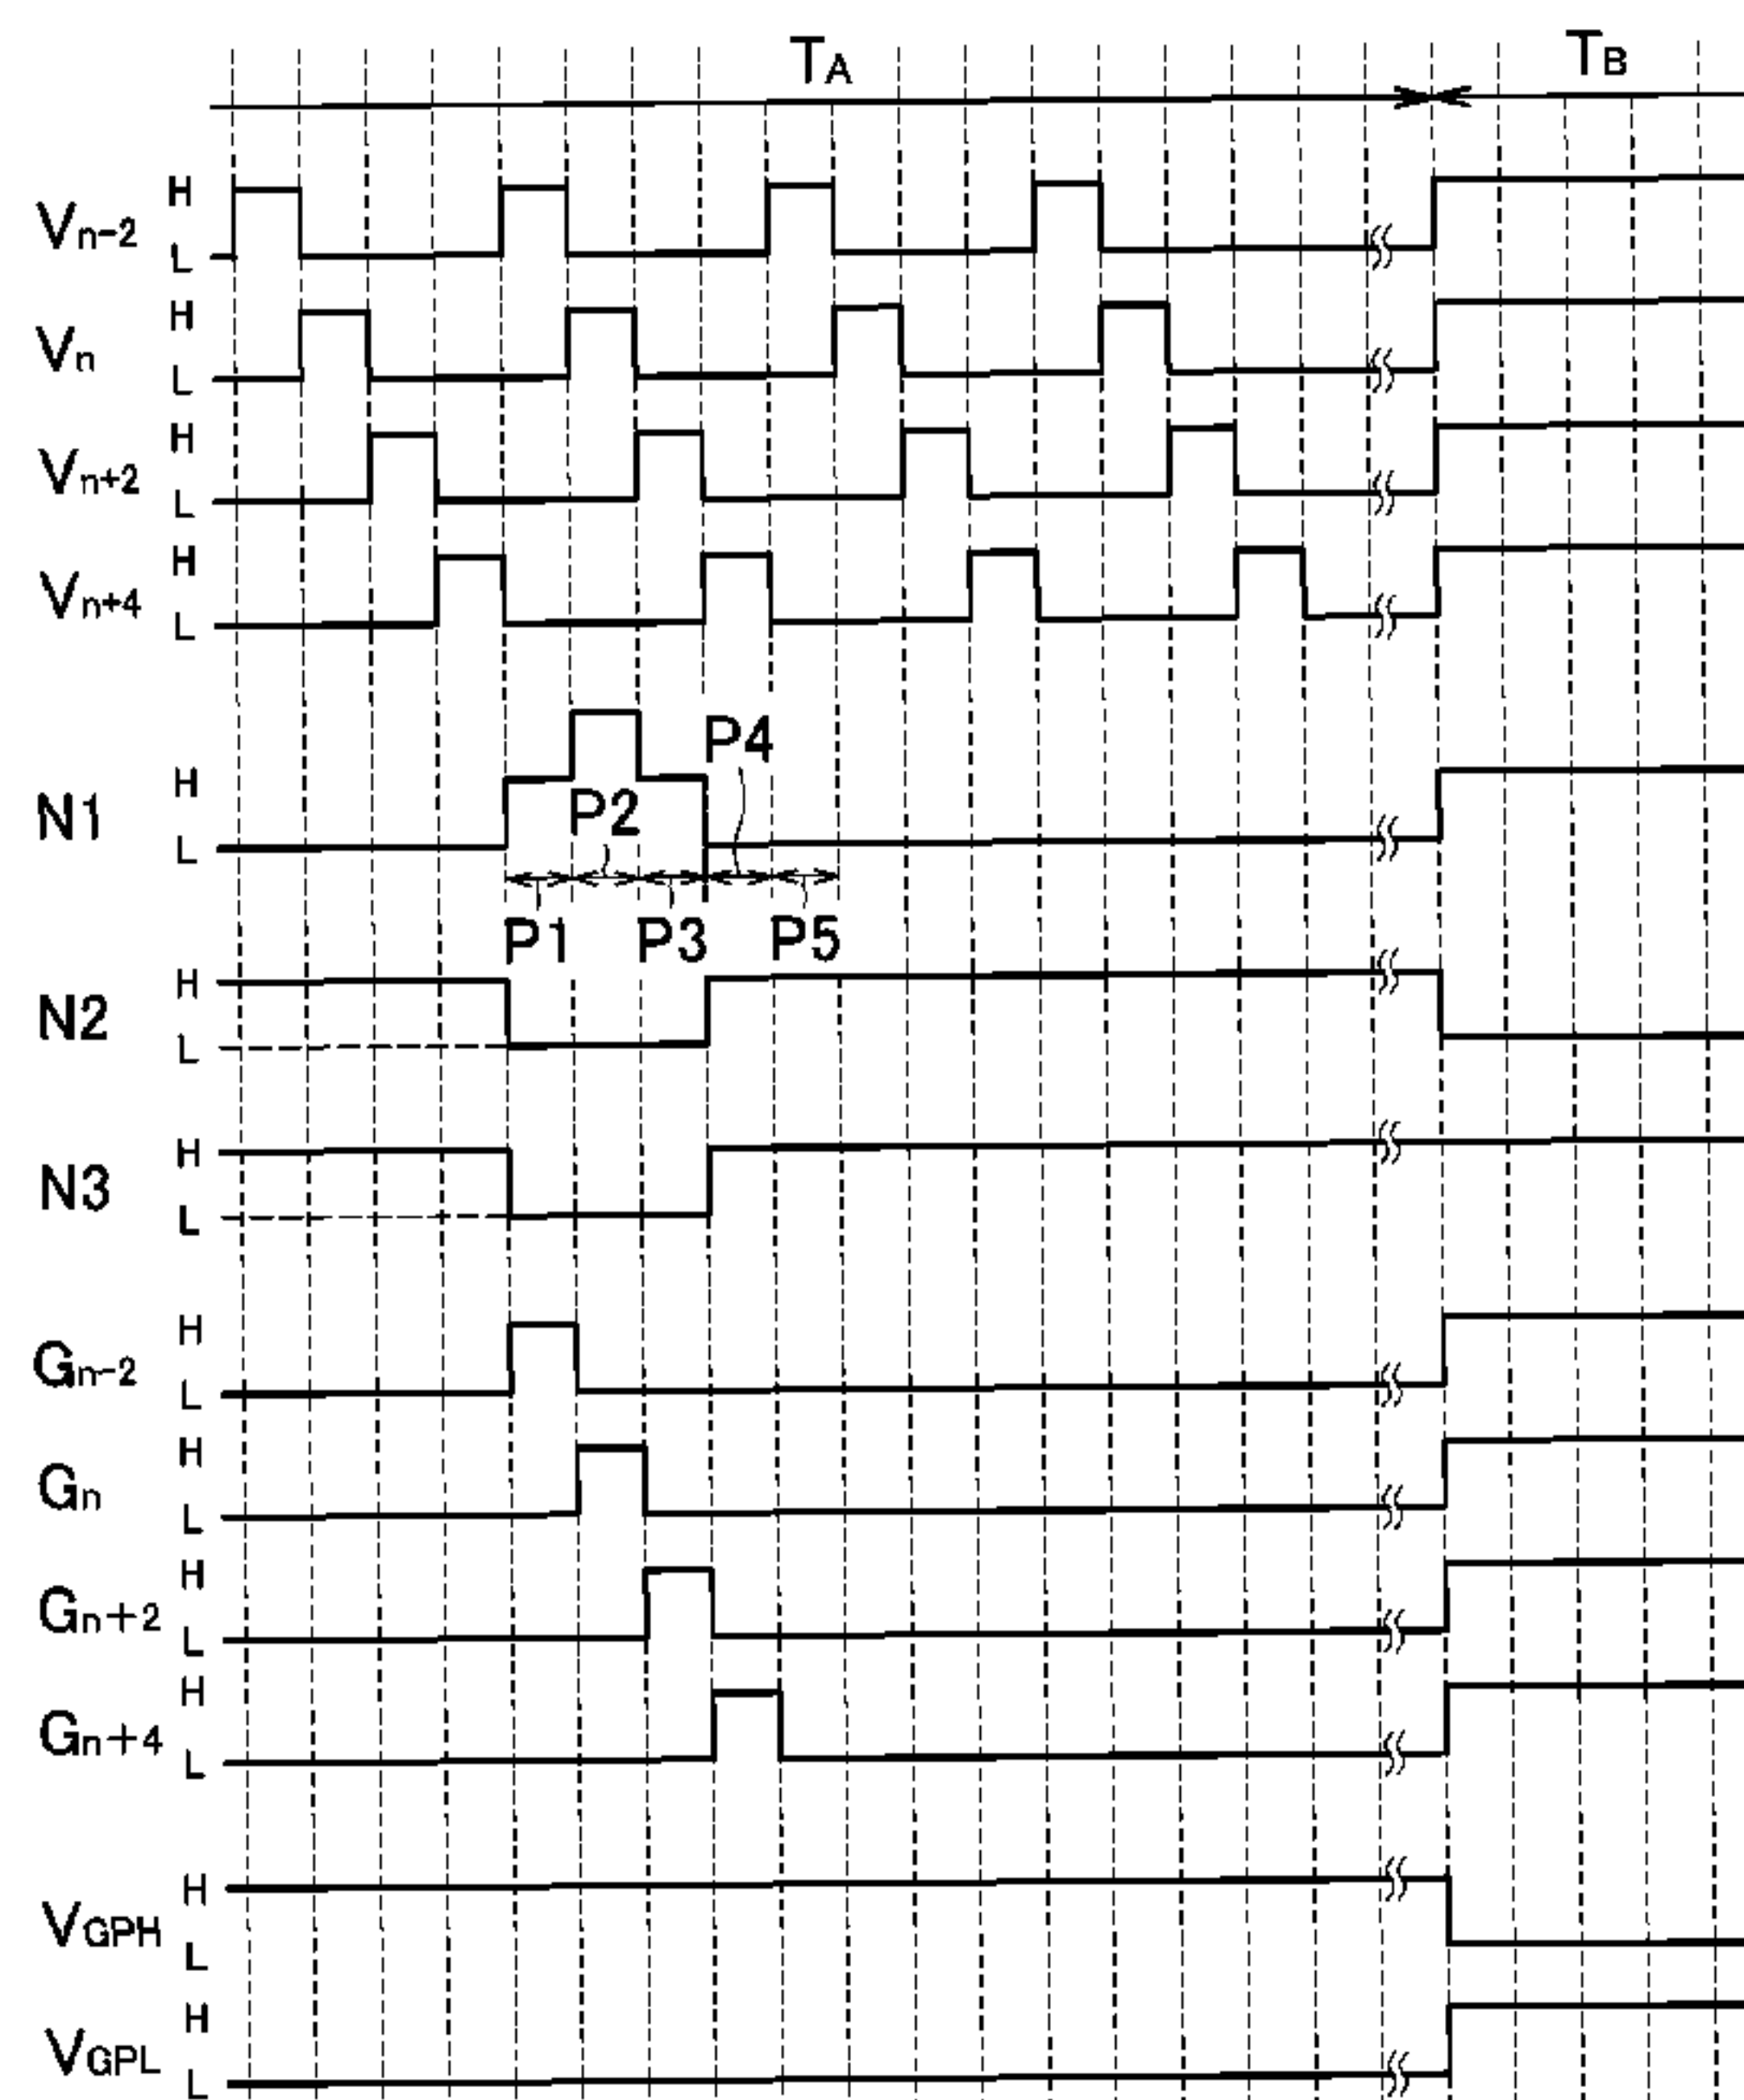 TA TB
Vn-2 H L
Vn H L
Vn+2 H L
Vn+4 H L
N1 H L
P4
P2
P1 P3 P5
N2 H L
N3 H L
Gn-2 H L
Gn H L
Gn+2 H L
Gn+4 H L
VGPH H L
VGPL H L